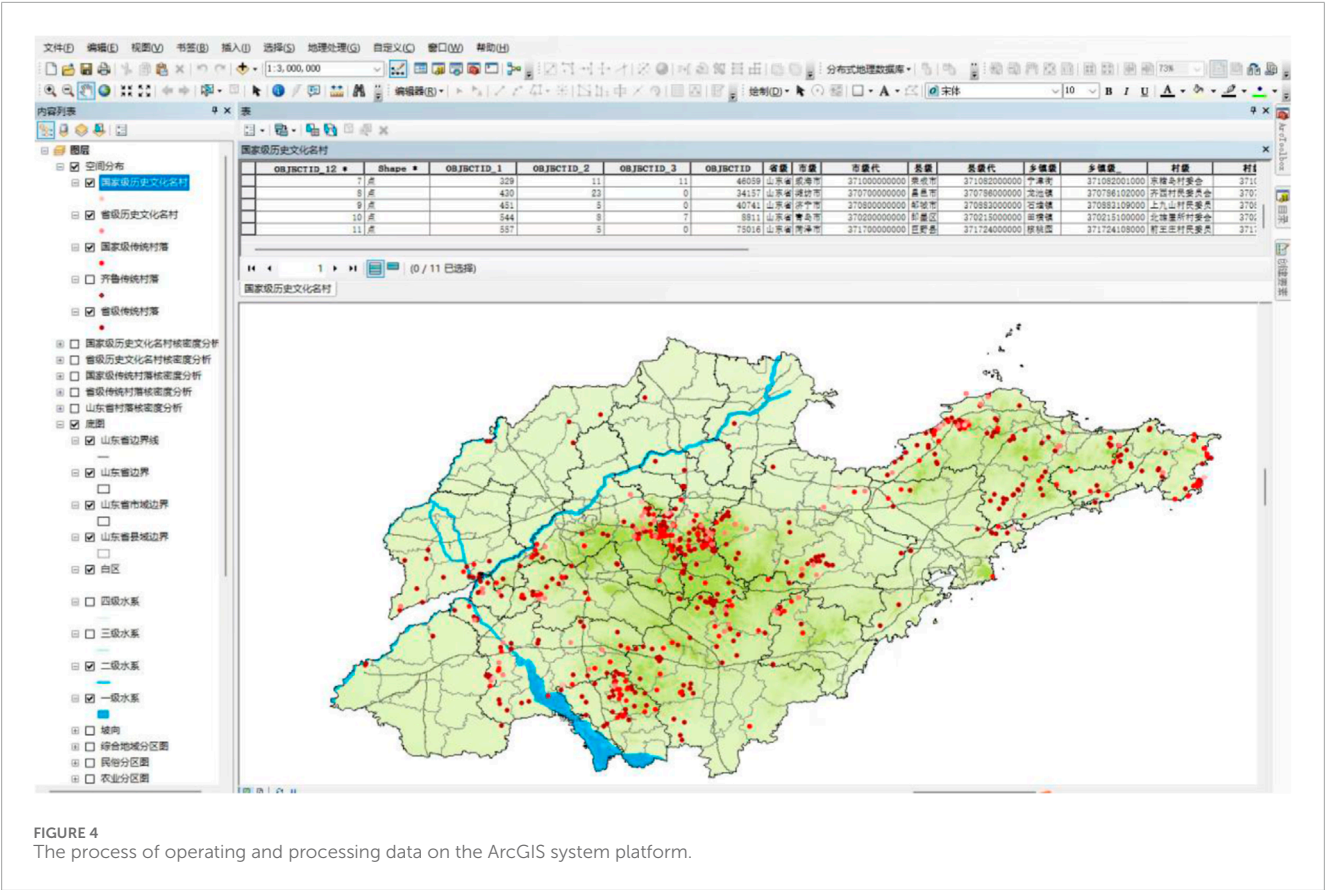 文件(F) 编辑(E) 视图(V) 书签(B) 插入(I) 选择(S) 地理处理(G) 自定义(C) 窗口(W) 帮助(H)
1:3,000,000 分布式地理数据库 73%
编辑器(R) 绘制(D) A 宋体 10 B I U A
内容列表
表
ArcToolbox
目录
图层
空间分布
国家级历史文化名村
省级历史文化名村
国家级传统村落
齐鲁传统村落
省级传统村落
国家级历史文化名村核密度分析
省级历史文化名村核密度分析
国家级传统村落核密度分析
省级传统村落核密度分析
山东省村落核密度分析
底图
山东省边界线
山东省边界
山东省市域边界
山东省县域边界
白区
四级水系
三级水系
二级水系
一级水系
坡向
综合地域分区图
民俗分区图
农业分区图
国家级历史文化名村
OBJECTID_12 * Shape * OBJECTID_1 OBJECTID_2 OBJECTID_3 OBJECTID 省级 市级 市级代 县级 县级代 乡镇级 乡镇级_ 村级
7 点 329 11 11 46059 山东省 威海市 371000000000 荣成市 371082000000 宁津街 371082001000 东楮岛村委会
8 点 430 23 0 34157 山东省 潍坊市 370700000000 昌邑市 370786000000 龙池镇 370786102000 齐西村民委员会
9 点 451 5 0 40741 山东省 济宁市 370800000000 邹城市 370883000000 石墙镇 370883109000 上九山村民委员
10 点 544 8 7 8811 山东省 青岛市 370200000000 即墨区 370215000000 田横镇 370215100000
11 点 557 5 0 75016 山东省 菏泽市 371700000000 巨野县 371724000000 核桃园 371724108000 前王庄村民委员
1 (0 / 11 已选择)
国家级历史文化名村
FIGURE 4
The process of operating and processing data on the ArcGIS system platform.